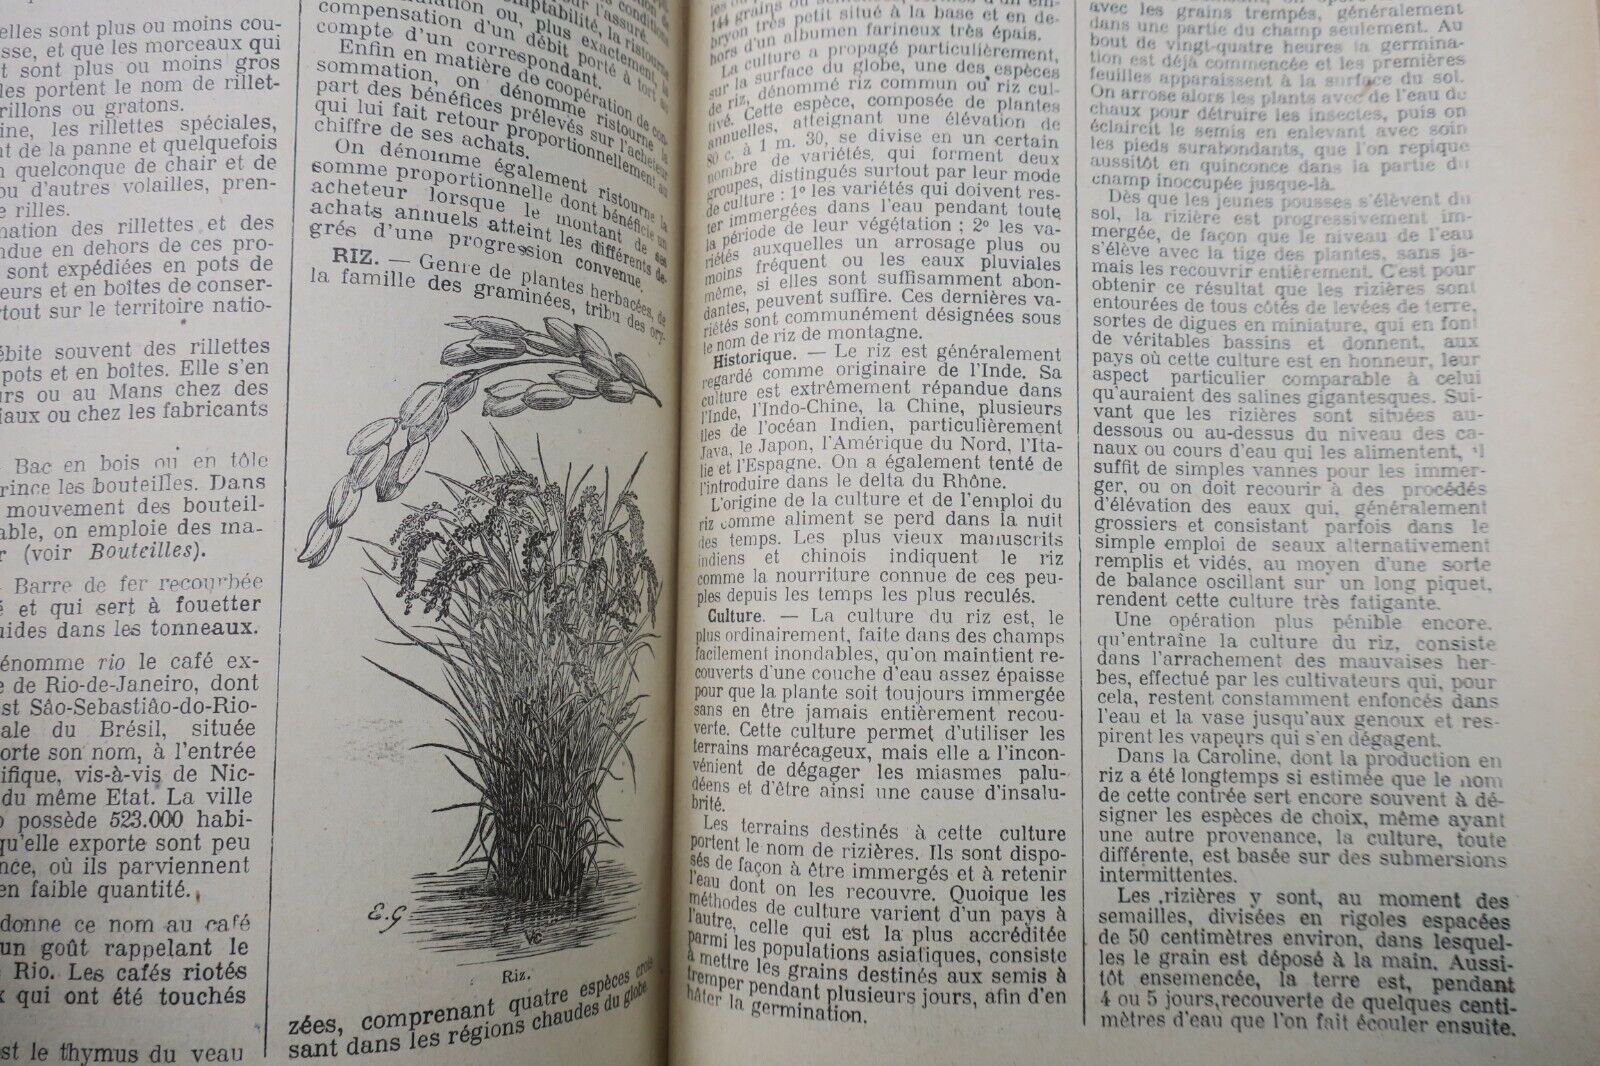 elles sont plus ou moins cou-
sse, et que les morceaux qui
t sont plus ou moins gros
les portent le nom de rillet-
rillons ou gratons.
ine, les rillettes spéciales,
nt de la panne et quelquefois
quelconque de chair et de
ou d'autres volailles, pren-
e rilles.
nation des rillettes et des
ndue en dehors de ces pro-
sont expédiées en pots de
eurs et en boîtes de conser-
rtout sur le territoire natio-
ébite souvent des rillettes
pots et en boîtes. Elle s'en
urs ou au Mans chez des
iaux ou chez les fabricants
Bac en bois ou en tôle
rince les bouteilles. Dans
mouvement des bouteil-
able, on emploie des ma-
r (voir Bouteilles).
— Barre de fer recourbée
é et qui sert à fouetter
uides dans les tonneaux.
énomme rio le café ex-
e de Rio-de-Janeiro, dont
st Sâo-Sebastiâo-do-Rio-
ale du Brésil, située
orte son nom, à l'entrée
ifique, vis-à-vis de Nic-
du même Etat. La ville
o possède 523.000 habi-
qu'elle exporte sont peu
nce, où ils parviennent
en faible quantité.
donne ce nom au café
un goût rappelant le
Rio. Les cafés riotés
x qui ont été touchés
est le thymus du veau
ou, plus exactement, la
compensation d'un débit porté à tort au
compte d'un correspondant.
Enfin en matière de coopération de con-
sommation, on dénomme ristourne la
part des bénéfices prélevés sur l'acheteur
qui lui fait retour proportionnellement au
chiffre de ses achats.
On dénomme également ristourne la
somme proportionnelle dont bénéficie un
acheteur lorsque le montant de ses
achats annuels atteint les différents de-
grés d'une progression convenue.
RIZ. — Genre de plantes herbacées, de
la famille des graminées, tribu des ory-
E.G
VC
Riz.
zées, comprenant quatre espèces crois-
sant dans les régions chaudes du globe.
bryon très petit situé à la base et en de-
hors d'un albumen farineux très épais.
La culture a propagé particulièrement,
sur la surface du globe, une des espèces
de riz, dénommé riz commun ou riz cul-
tivé. Cette espèce, composée de plantes
annuelles, atteignant une élévation de
80 c. à 1 m. 30, se divise en un certain
nombre de variétés, qui forment deux
groupes, distingués surtout par leur mode
de culture : 1° les variétés qui doivent res-
ter immergées dans l'eau pendant toute
la période de leur végétation ; 2° les va-
riétés auxquelles un arrosage plus ou
moins fréquent ou les eaux pluviales
même, si elles sont suffisamment abon-
dantes, peuvent suffire. Ces dernières va-
riétés sont communément désignées sous
le nom de riz de montagne.
Historique. — Le riz est généralement
regardé comme originaire de l'Inde. Sa
culture est extrêmement répandue dans
l'Inde, l'Indo-Chine, la Chine, plusieurs
îles de l'océan Indien, particulièrement
Java, le Japon, l'Amérique du Nord, l'Ita-
lie et l'Espagne. On a également tenté de
l'introduire dans le delta du Rhône.
L'origine de la culture et de l'emploi du
riz comme aliment se perd dans la nuit
des temps. Les plus vieux manuscrits
indiens et chinois indiquent le riz
comme la nourriture connue de ces peu-
ples depuis les temps les plus reculés.
Culture. — La culture du riz est, le
plus ordinairement, faite dans des champs
facilement inondables, qu'on maintient re-
couverts d'une couche d'eau assez épaisse
pour que la plante soit toujours immergée
sans en être jamais entièrement recou-
verte. Cette culture permet d'utiliser les
terrains marécageux, mais elle a l'incon-
vénient de dégager les miasmes palu-
déens et d'être ainsi une cause d'insalu-
brité.
Les terrains destinés à cette culture
portent le nom de rizières. Ils sont dispo-
sés de façon à être immergés et à retenir
l'eau dont on les recouvre. Quoique les
méthodes de culture varient d'un pays à
l'autre, celle qui est la plus accréditée
parmi les populations asiatiques, consiste
à mettre les grains destinés aux semis à
tremper pendant plusieurs jours, afin d'en
hâter la germination.
avec les grains trempés, généralement
dans une partie du champ seulement. Au
bout de vingt-quatre heures la germina-
tion est déjà commencée et les premières
feuilles apparaissent à la surface du sol.
On arrose alors les plants avec de l'eau de
chaux pour détruire les insectes, puis on
éclaircit le semis en enlevant avec soin
les pieds surabondants, que l'on repique
aussitôt en quinconce dans la partie du
champ inoccupée jusque-là.
Dès que les jeunes pousses s'élèvent du
sol, la rizière est progressivement im-
mergée, de façon que le niveau de l'eau
s'élève avec la tige des plantes, sans ja-
mais les recouvrir entièrement. C'est pour
obtenir ce résultat que les rizières sont
entourées de tous côtés de levées de terre,
sortes de digues en miniature, qui en font
de véritables bassins et donnent, aux
pays où cette culture est en honneur, leur
aspect particulier comparable à celui
qu'auraient des salines gigantesques. Sui-
vant que les rizières sont situées au-
dessous ou au-dessus du niveau des ca-
naux ou cours d'eau qui les alimentent, il
suffit de simples vannes pour les immer-
ger, ou on doit recourir à des procédés
d'élévation des eaux qui, généralement
grossiers et consistant parfois dans le
simple emploi de seaux alternativement
remplis et vidés, au moyen d'une sorte
de balance oscillant sur un long piquet,
rendent cette culture très fatigante.
Une opération plus pénible encore,
qu'entraîne la culture du riz, consiste
dans l'arrachement des mauvaises her-
bes, effectué par les cultivateurs qui, pour
cela, restent constamment enfoncés dans
l'eau et la vase jusqu'aux genoux et res-
pirent les vapeurs qui s'en dégagent.
Dans la Caroline, dont la production en
riz a été longtemps si estimée que le nom
de cette contrée sert encore souvent à dé-
signer les espèces de choix, même ayant
une autre provenance, la culture, toute
différente, est basée sur des submersions
intermittentes.
Les rizières y sont, au moment des
semailles, divisées en rigoles espacées
de 50 centimètres environ, dans lesquel-
les le grain est déposé à la main. Aussi-
tôt ensemencée, la terre est, pendant
4 ou 5 jours, recouverte de quelques centi-
mètres d'eau que l'on fait écouler ensuite.